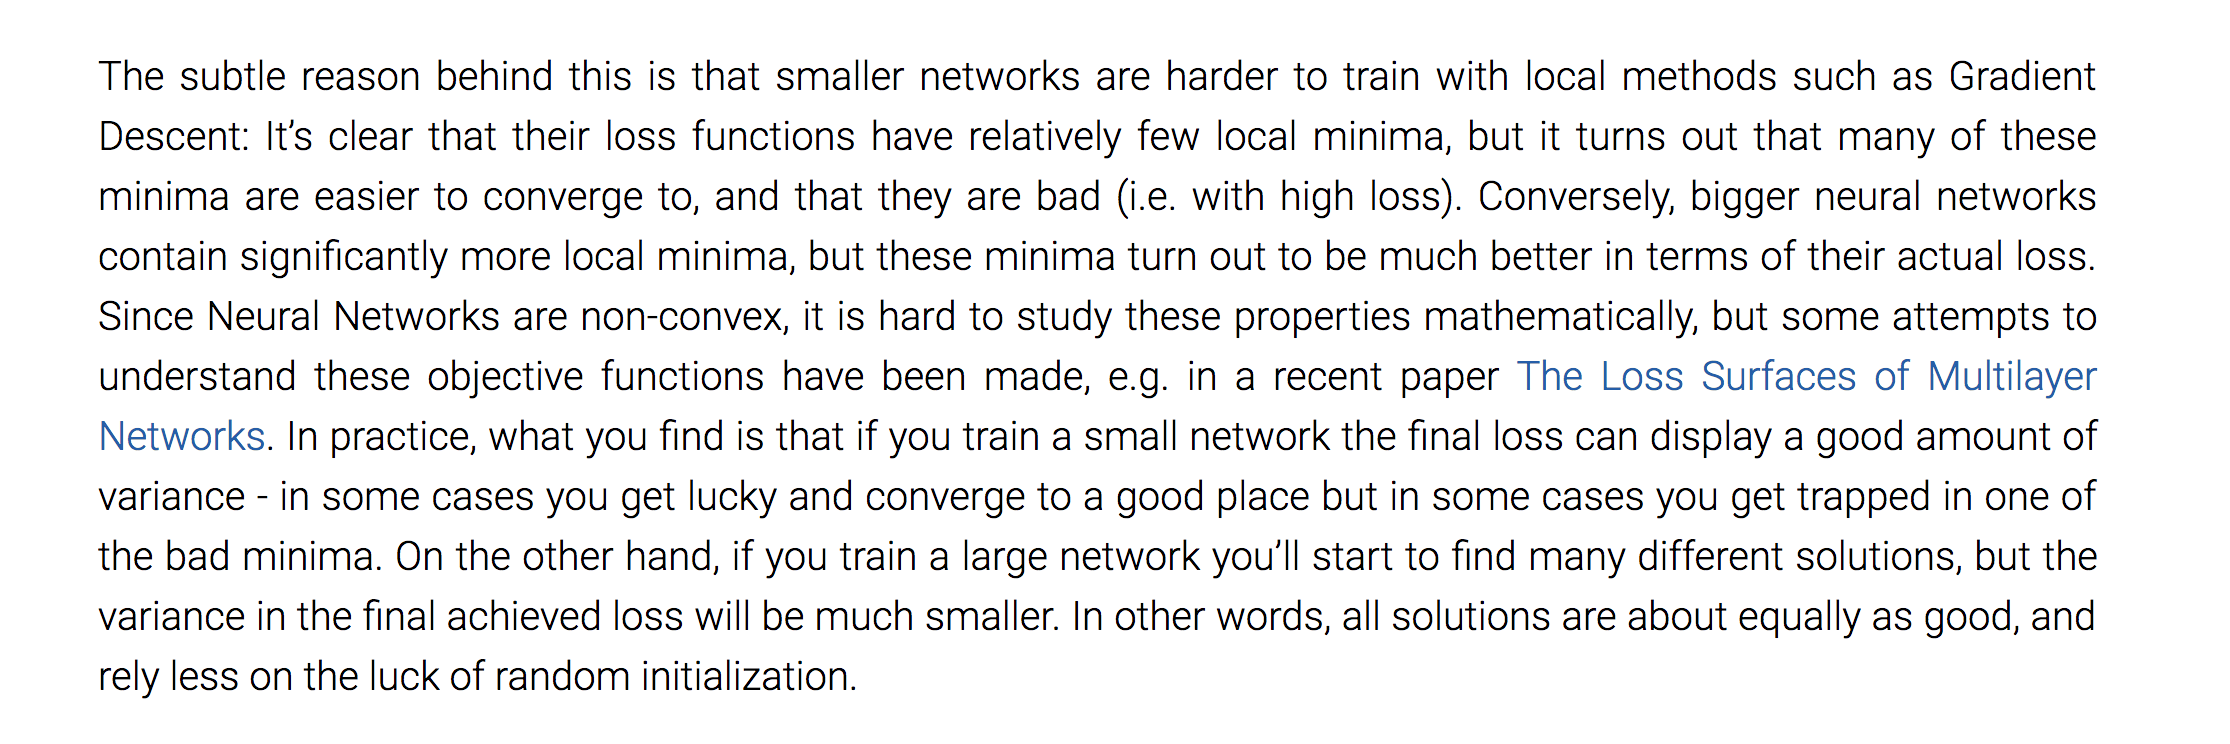 The subtle reason behind this is that smaller networks are harder to train with local methods such as Gradient
Descent: It’s clear that their loss functions have relatively few local minima, but it turns out that many of these
minima are easier to converge to, and that they are bad (i.e. with high loss). Conversely, bigger neural networks
contain significantly more local minima, but these minima turn out to be much better in terms of their actual loss.
Since Neural Networks are non-convex, it is hard to study these properties mathematically, but some attempts to
understand these objective functions have been made, e.g. in a recent paper The Loss Surfaces of Multilayer
Networks. In practice, what you find is that if you train a small network the final loss can display a good amount of
variance - in some cases you get lucky and converge to a good place but in some cases you get trapped in one of
the bad minima. On the other hand, if you train a large network you’ll start to find many different solutions, but the
variance in the final achieved loss will be much smaller. In other words, all solutions are about equally as good, and
rely less on the luck of random initialization.